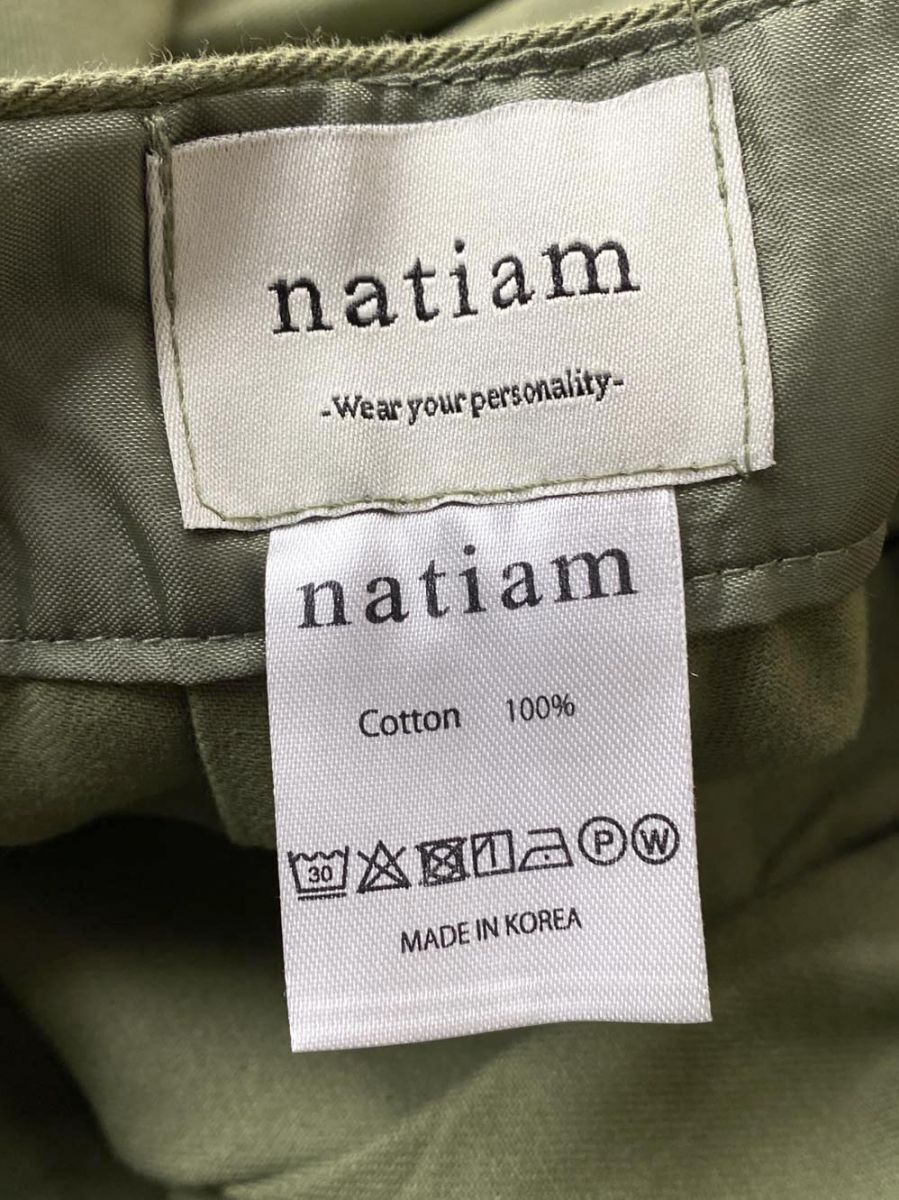 natiam
-Wear your personality-
natiam
Cotton 100%
30 P W
MADE IN KOREA